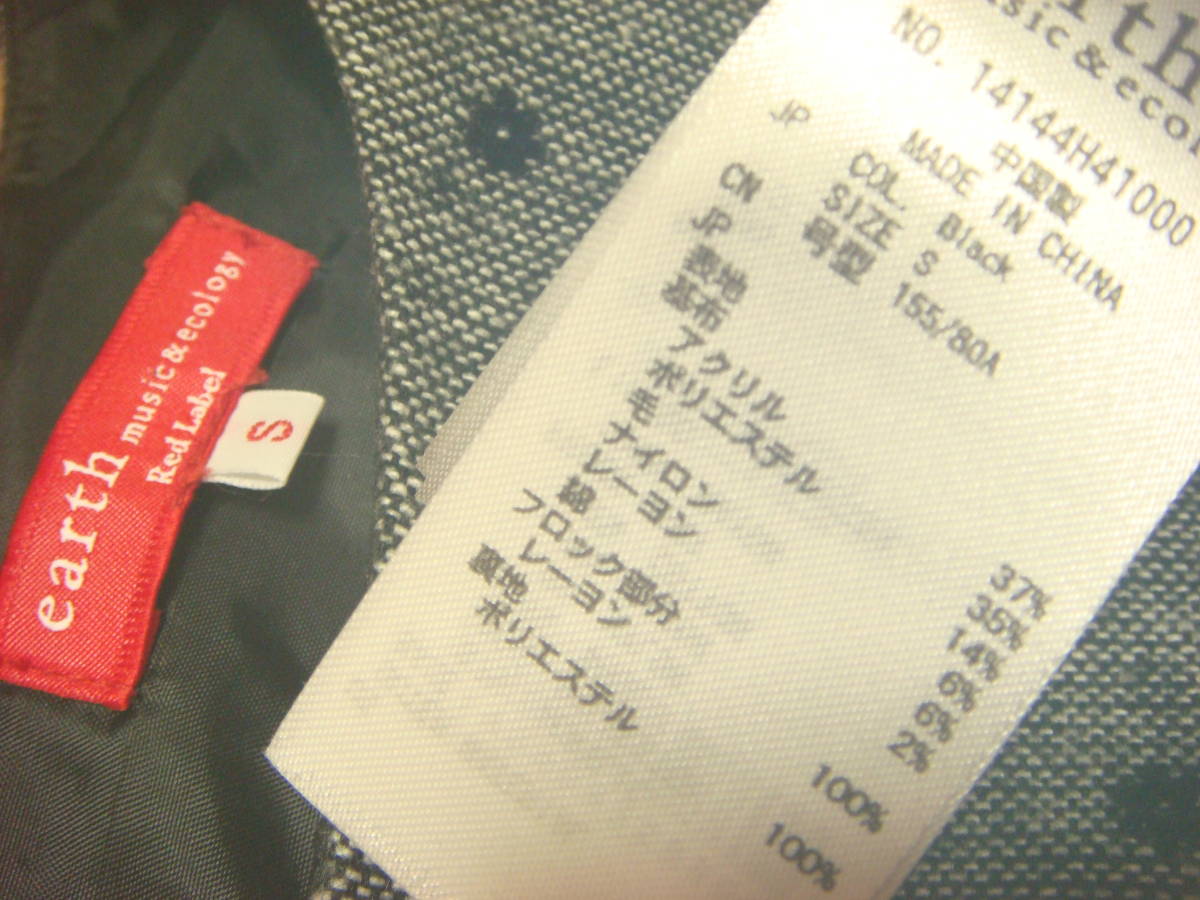 earth
music&ecology
Red Label
S
rth
usic & ecol
NO. 14144H41000
中国製
MADE IN CHINA
JP COL. Black
SIZE S
CN 号型 155/80A
JP
表地
基布
アクリル 37%
ポリエステル 35%
毛 14%
ナイロン 6%
レーヨン 6%
綿 2%
フロック部分
レーヨン 100%
裏地
ポリエステル 100%